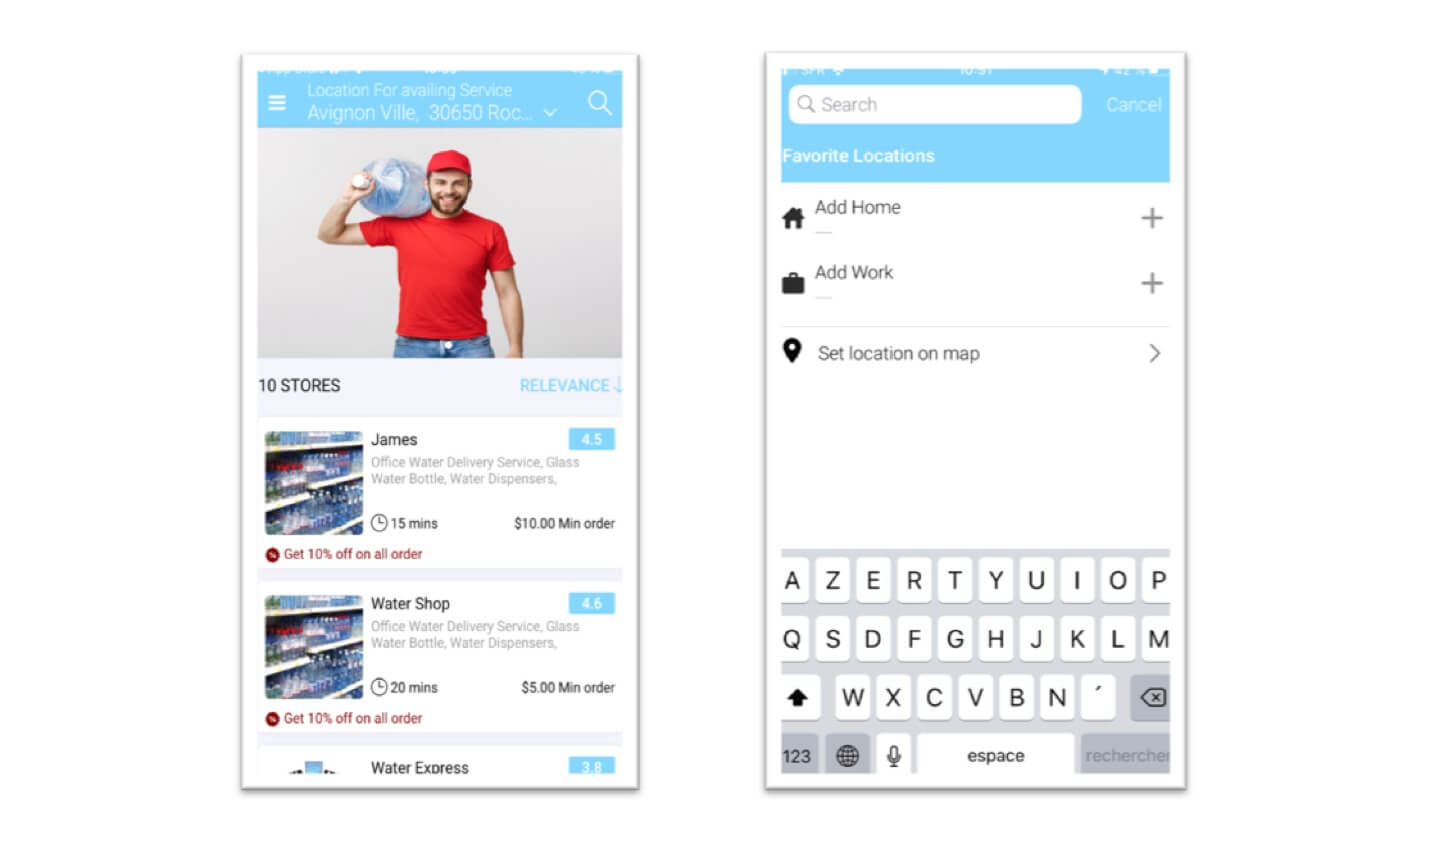 Location For availing Service
Avignon Ville, 30650 Roc...
10 STORES
RELEVANCE
James
4.5
Office Water Delivery Service, Glass
Water Bottle, Water Dispensers,
15 mins
$10.00 Min order
Get 10% off on all order
Water Shop
4.6
Office Water Delivery Service, Glass
Water Bottle, Water Dispensers,
20 mins
$5.00 Min order
Get 10% off on all order
Water Express
3.8
SFR
10:51
42 %
Search
Cancel
Favorite Locations
Add Home
Add Work
Set location on map
A Z E R T Y U I O P
Q S D F G H J K L M
W X C V B N ´
123
espace
rechercher